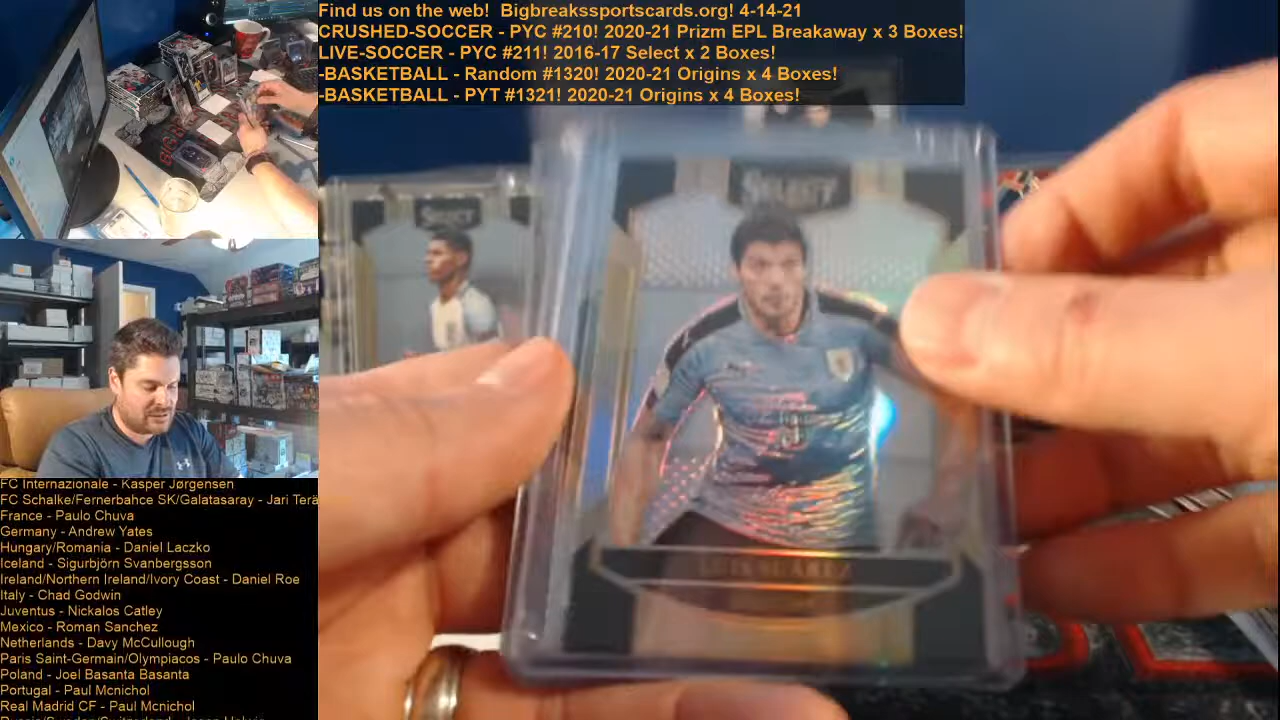 Find us on the web! Bigbreakssportscards.org! 4-14-21
CRUSHED-SOCCER - PYC #210! 2020-21 Prizm EPL Breakaway x 3 Boxes!
LIVE-SOCCER - PYC #211! 2016-17 Select x 2 Boxes!
-BASKETBALL - Random #1320! 2020-21 Origins x 4 Boxes!
-BASKETBALL - PYT #1321! 2020-21 Origins x 4 Boxes!
SELECT
SELECT
LUIS SUAREZ
FC Internazionale - Kasper Jørgensen
FC Schalke/Fernerbahce SK/Galatasaray - Jari Terä
France - Paulo Chuva
Germany - Andrew Yates
Hungary/Romania - Daniel Laczko
Iceland - Sigurbjörn Svanbergsson
Ireland/Northern Ireland/Ivory Coast - Daniel Roe
Italy - Chad Godwin
Juventus - Nickalos Catley
Mexico - Roman Sanchez
Netherlands - Davy McCullough
Paris Saint-Germain/Olympiacos - Paulo Chuva
Poland - Joel Basanta Basanta
Portugal - Paul Mcnichol
Real Madrid CF - Paul Mcnichol